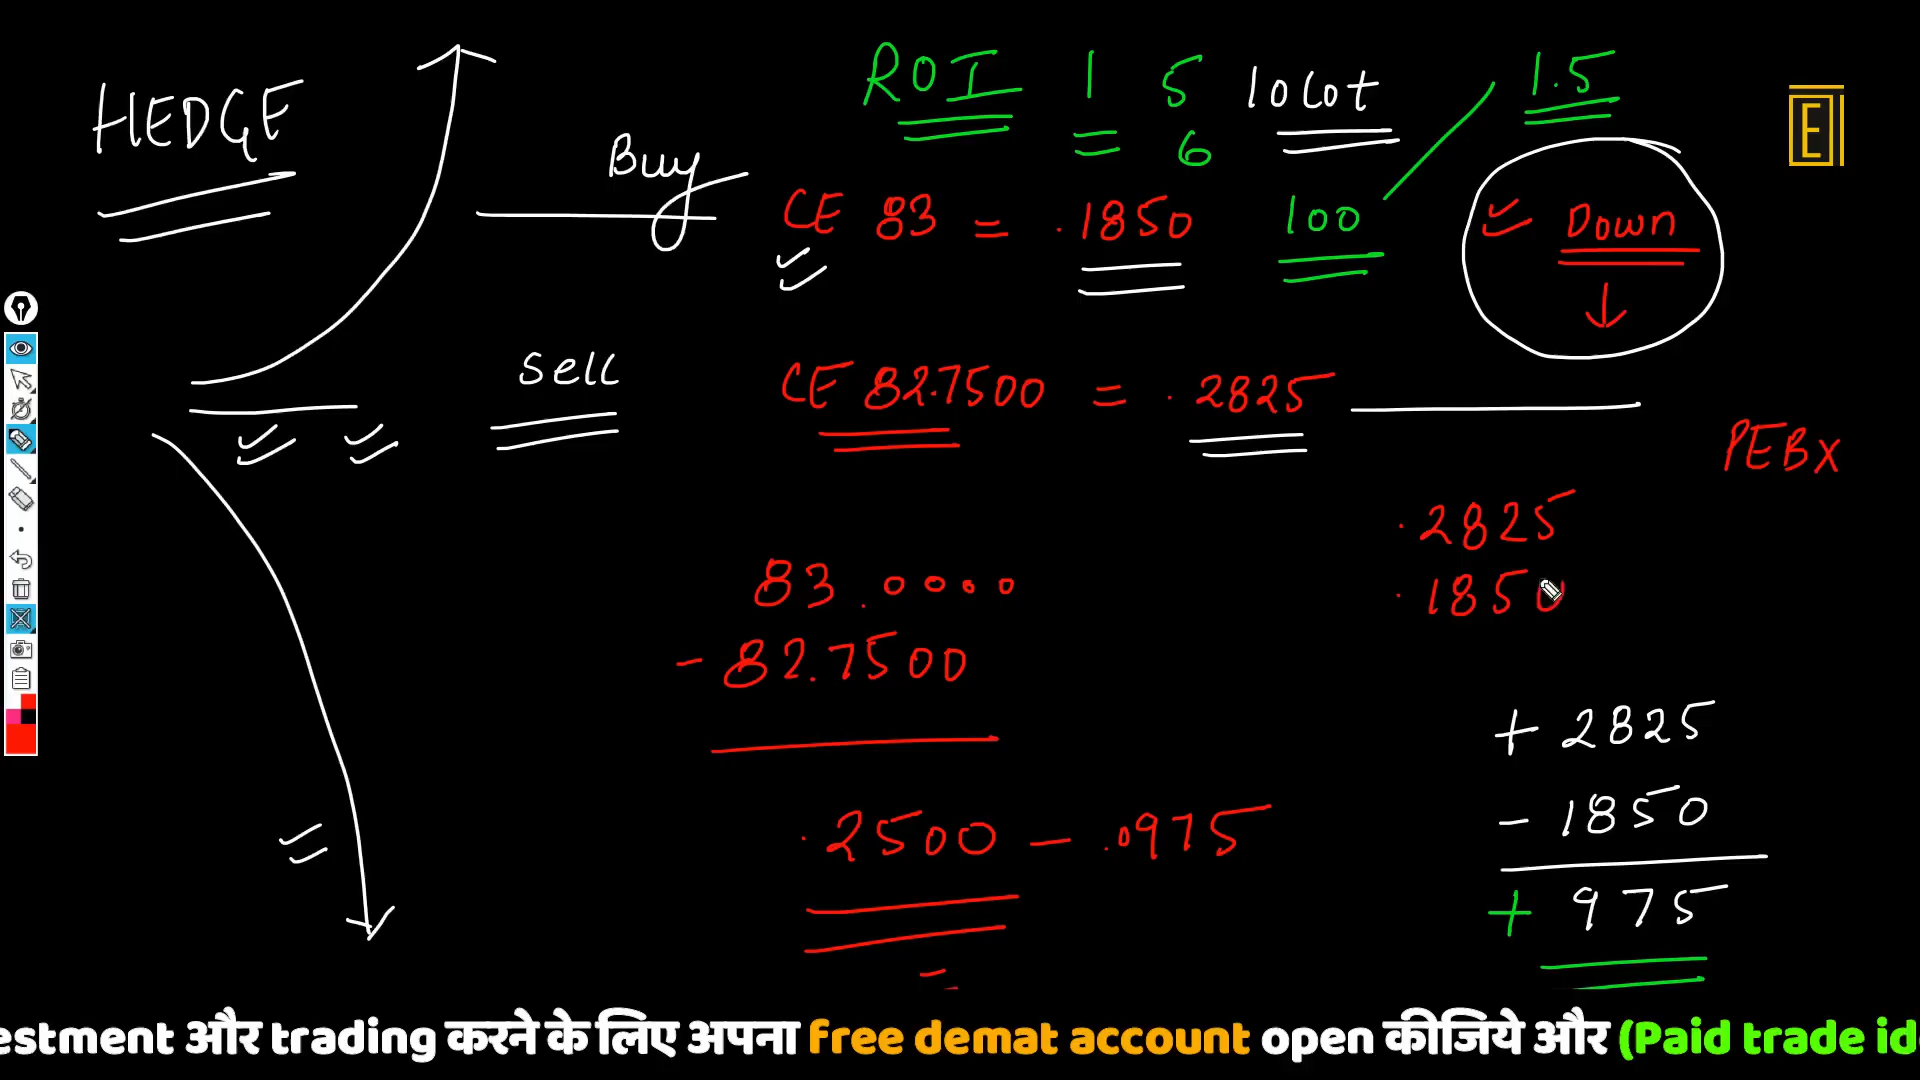 HEDGE
ROI 1 5 10 Lot 1.5
6
Buy
CE 83 = .1850 100 Down
Sell
CE 82.7500 = .2825
PEBX
.2825
.1850
83.0000
- 82.7500
.2500 - .0975
+ 2825
- 1850
+ 975
E
estment और trading करने के लिए अपना free demat account open कीजिये और (Paid trade id